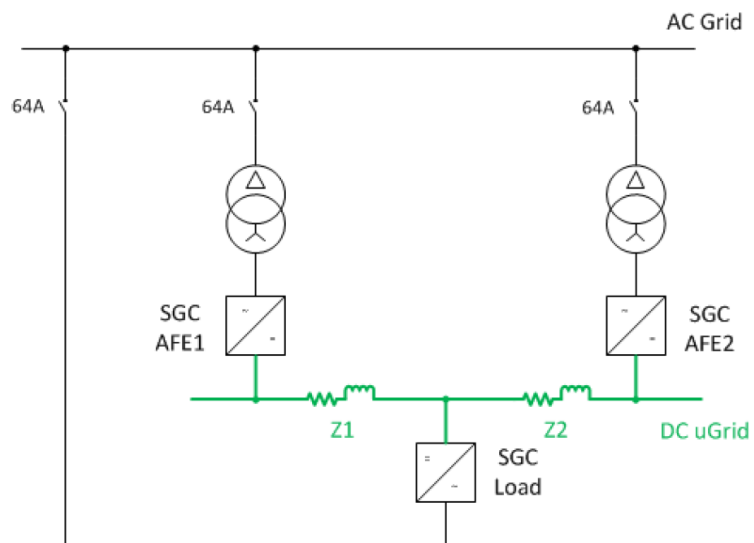 AC Grid
64A
64A
64A
SGC
AFE1
SGC
AFE2
Z1
Z2
DC uGrid
SGC
Load